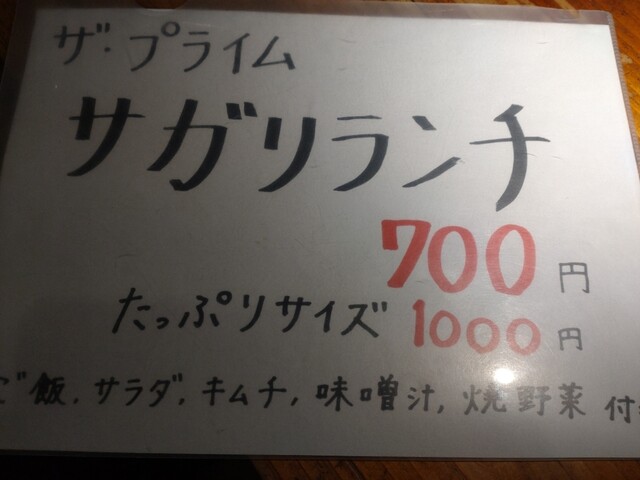 ザ・プライム
サガリランチ
700円
たっぷりサイズ 1000円
ご飯, サラダ, キムチ, 味噌汁, 焼野菜 付